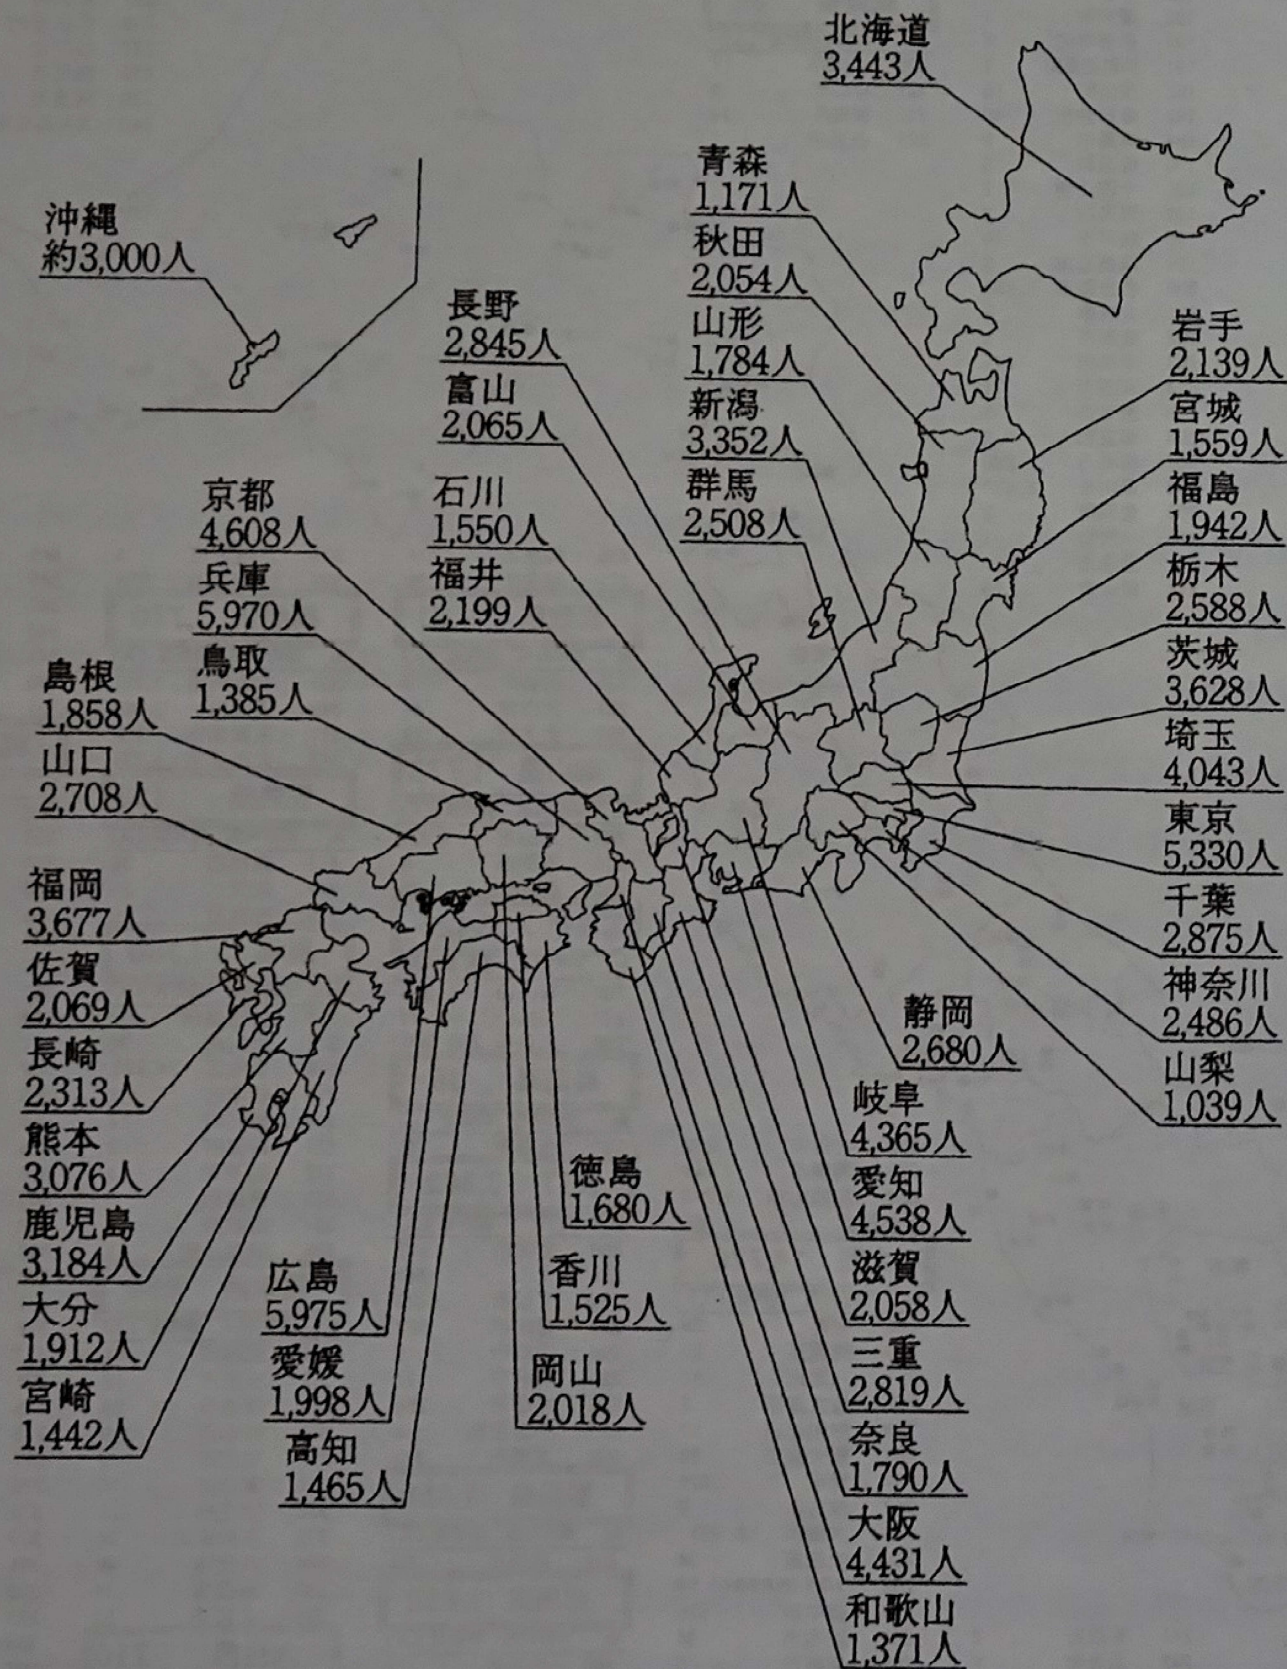 北海道
3,443人
青森
1,171人
秋田
2,054人
山形
1,784人
新潟
3,352人
群馬
2,508人
沖縄
約3,000人
長野
2,845人
富山
2,065人
石川
1,550人
福井
2,199人
京都
4,608人
兵庫
5,970人
鳥取
1,385人
島根
1,858人
山口
2,708人
岩手
2,139人
宮城
1,559人
福島
1,942人
栃木
2,588人
茨城
3,628人
埼玉
4,043人
東京
5,330人
千葉
2,875人
神奈川
2,486人
山梨
1,039人
福岡
3,677人
佐賀
2,069人
長崎
2,313人
熊本
3,076人
鹿児島
3,184人
大分
1,912人
宮崎
1,442人
広島
5,975人
愛媛
1,998人
高知
1,465人
徳島
1,680人
香川
1,525人
岡山
2,018人
静岡
2,680人
岐阜
4,365人
愛知
4,538人
滋賀
2,058人
三重
2,819人
奈良
1,790人
大阪
4,431人
和歌山
1,371人